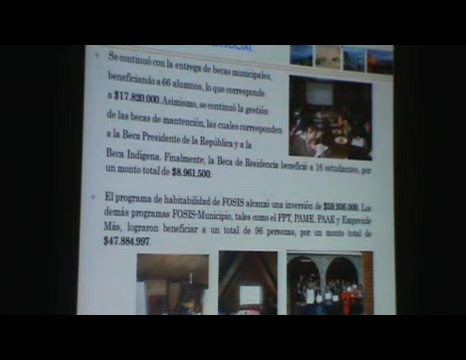 SOCIAL
Se continuó con la entrega de becas municipales,
beneficiando a 66 alumnos, lo que corresponde
a $17.820.000. Asimismo, se continuó la gestión
de las becas de mantención, las cuales corresponden
a la Beca Presidente de la República y a la
Beca Indígena. Finalmente, la Beca de Residencia benefició a 16 estudiantes, por
un monto total de $8.961.500.
El programa de habitabilidad de FOSIS alcanzó una inversión de Los
demás programas FOSIS-Municipio, tales como el PPT, PAME, PAAE y Emprende
Más, lograron beneficiar a un total de 96 personas, por un monto total de
$47.884.997.